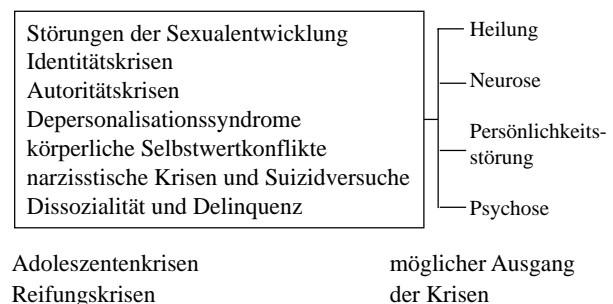 Störungen der Sexualentwicklung
Identitätskrisen
Autoritätskrisen
Depersonalisationssyndrome
körperliche Selbstwertkonflikte
narzisstische Krisen und Suizidversuche
Dissozialität und Delinquenz
Heilung
Neurose
Persönlichkeits-
störung
Psychose
Adoleszentenkrisen
Reifungskrisen
möglicher Ausgang
der Krisen